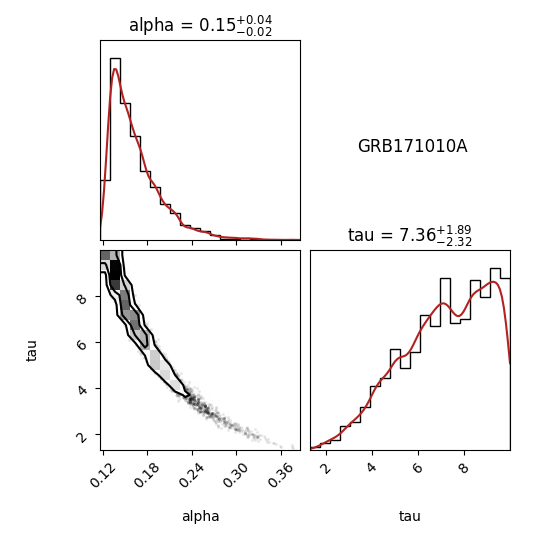 alpha = 0.15+0.04−0.02
GRB171010A
tau = 7.36+1.89−2.32
tau
8
6
4
2
0.12 0.18 0.24 0.30 0.36
2 4 6 8
alpha tau